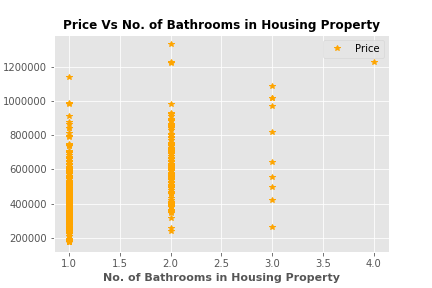 Price Vs No. of Bathrooms in Housing Property
Price
1200000
1000000
800000
600000
400000
200000
1.0 1.5 2.0 2.5 3.0 3.5 4.0
No. of Bathrooms in Housing Property